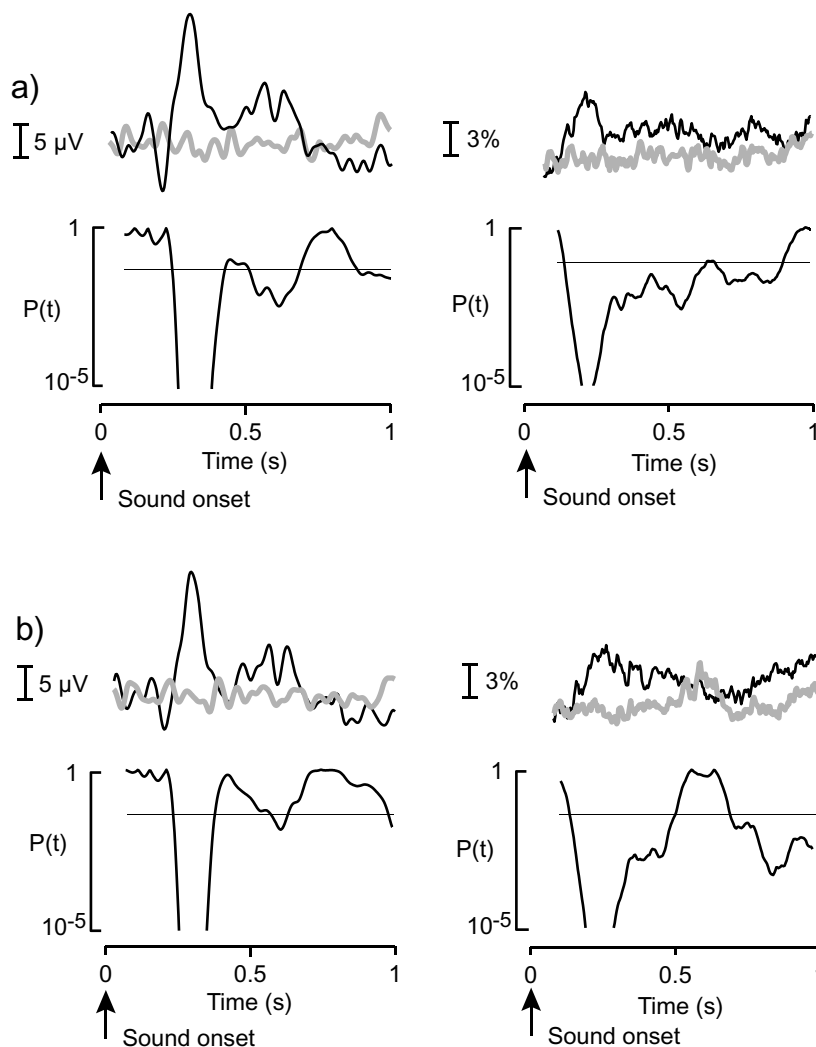 a)
5 μV
3%
1
P(t)
10-5
0 0.5 1
Time (s)
Sound onset
1
P(t)
10-5
0 0.5 1
Time (s)
Sound onset
b)
5 μV
3%
1
P(t)
10-5
0 0.5 1
Time (s)
Sound onset
1
P(t)
10-5
0 0.5 1
Time (s)
Sound onset